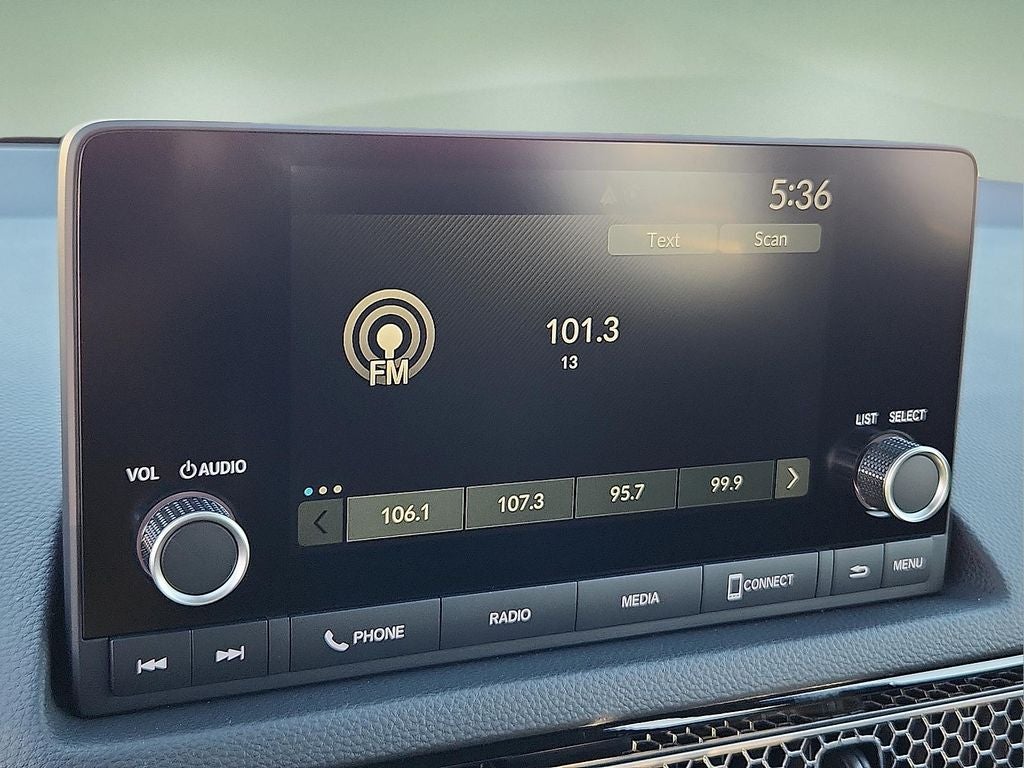 5:36
Text Scan
101.3
13
FM
LIST SELECT
VOL AUDIO
106.1 107.3 95.7 99.9
PHONE RADIO MEDIA CONNECT MENU